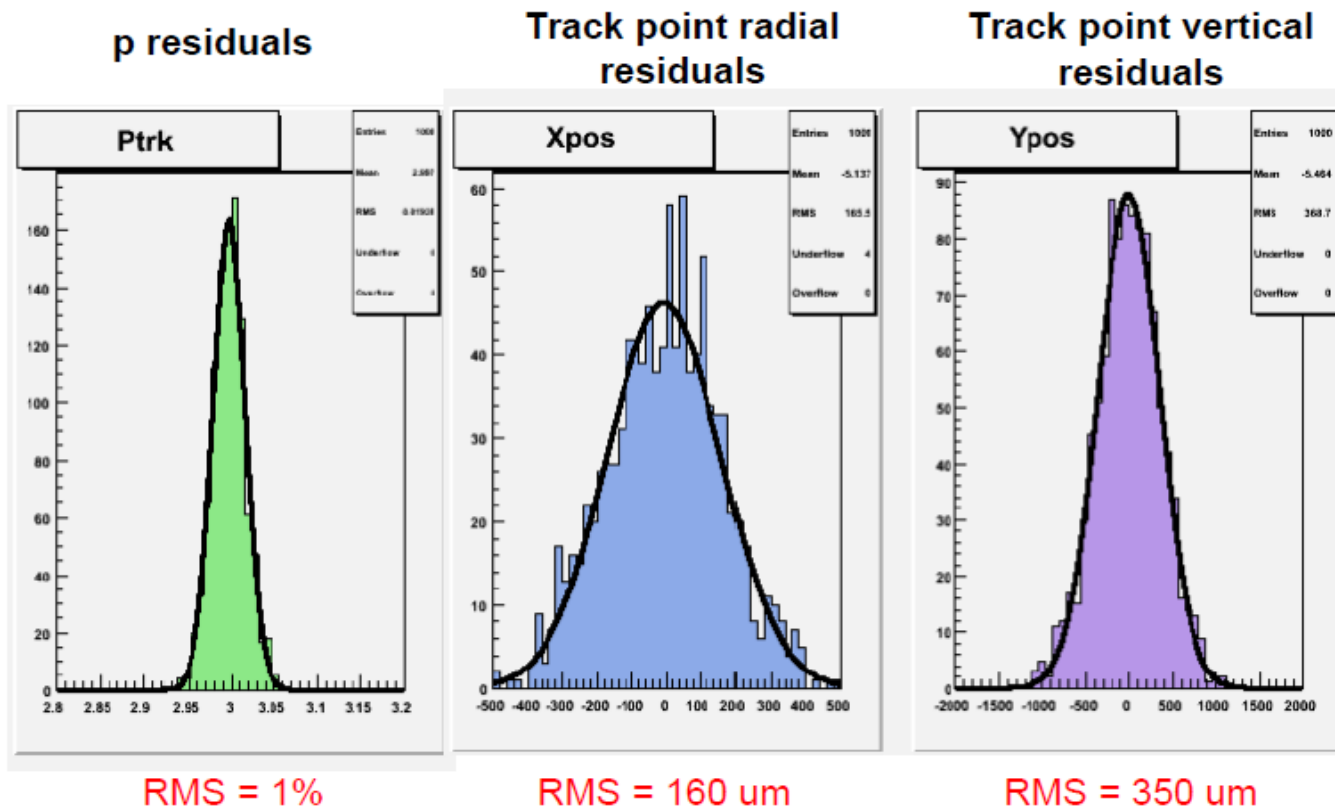 p residuals
Track point radial
residuals
Track point vertical
residuals
Ptrk
Entries 1000
Mean 2.997
RMS
Underflow
Overflow
160
140
120
100
80
60
40
20
0
2.8 2.85 2.9 2.95 3 3.05 3.1 3.15 3.2
RMS = 1%
Xpos
Entries 1000
Mean -5.137
RMS 165.5
Underflow 4
Overflow 0
60
50
40
30
20
10
0
-500 -400 -300 -200 -100 0 100 200 300 400 500
RMS = 160 um
Ypos
Entries 1000
Mean -5.464
RMS 368.7
Underflow 0
Overflow 0
90
80
70
60
50
40
30
20
10
0
-2000 -1500 -1000 -500 0 500 1000 1500 2000
RMS = 350 um